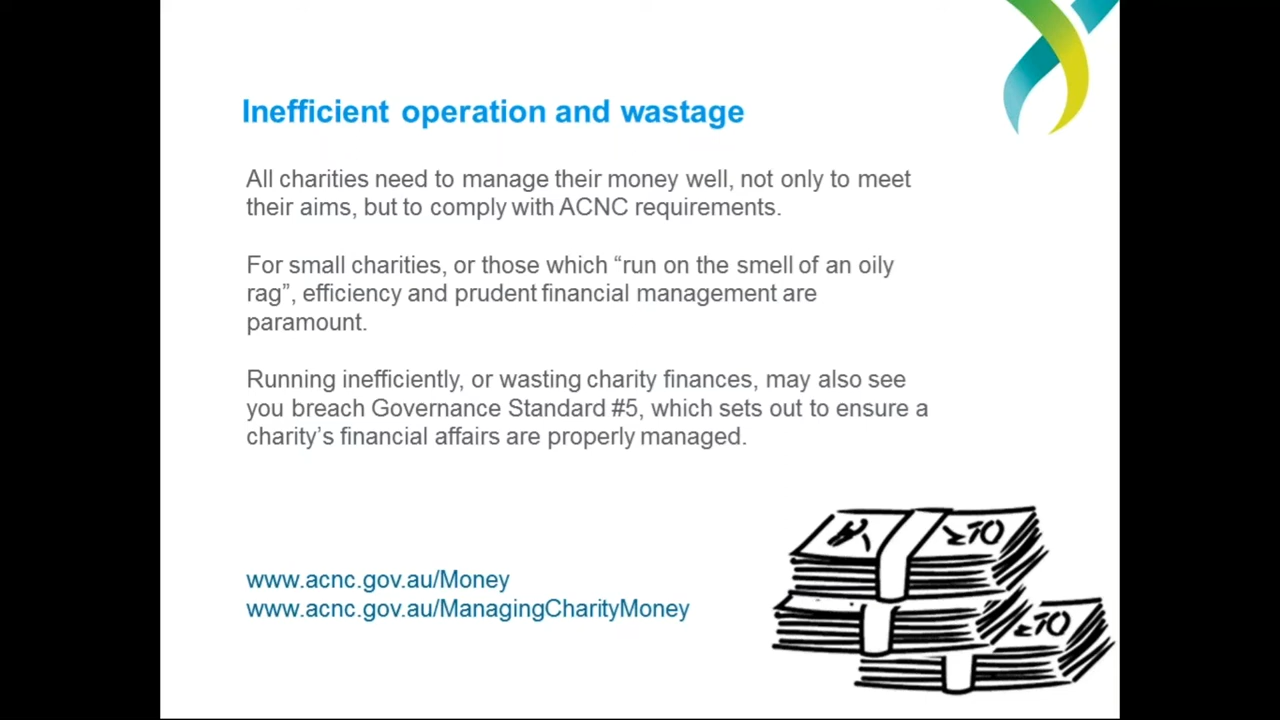 Inefficient operation and wastage
All charities need to manage their money well, not only to meet
their aims, but to comply with ACNC requirements.
For small charities, or those which “run on the smell of an oily
rag”, efficiency and prudent financial management are
paramount.
Running inefficiently, or wasting charity finances, may also see
you breach Governance Standard #5, which sets out to ensure a
charity’s financial affairs are properly managed.
www.acnc.gov.au/Money
www.acnc.gov.au/ManagingCharityMoney
10
10